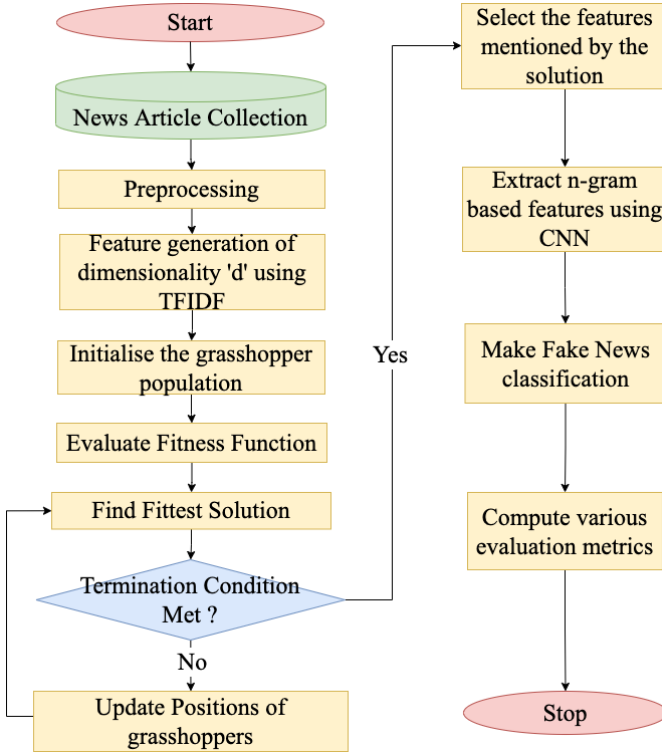 Start
News Article Collection
Preprocessing
Feature generation of
dimensionality 'd' using
TFIDF
Initialise the grasshopper
population
Evaluate Fitness Function
Find Fittest Solution
Termination Condition
Met ?
No
Update Positions of
grasshoppers
Yes
Select the features
mentioned by the
solution
Extract n-gram
based features using
CNN
Make Fake News
classification
Compute various
evaluation metrics
Stop